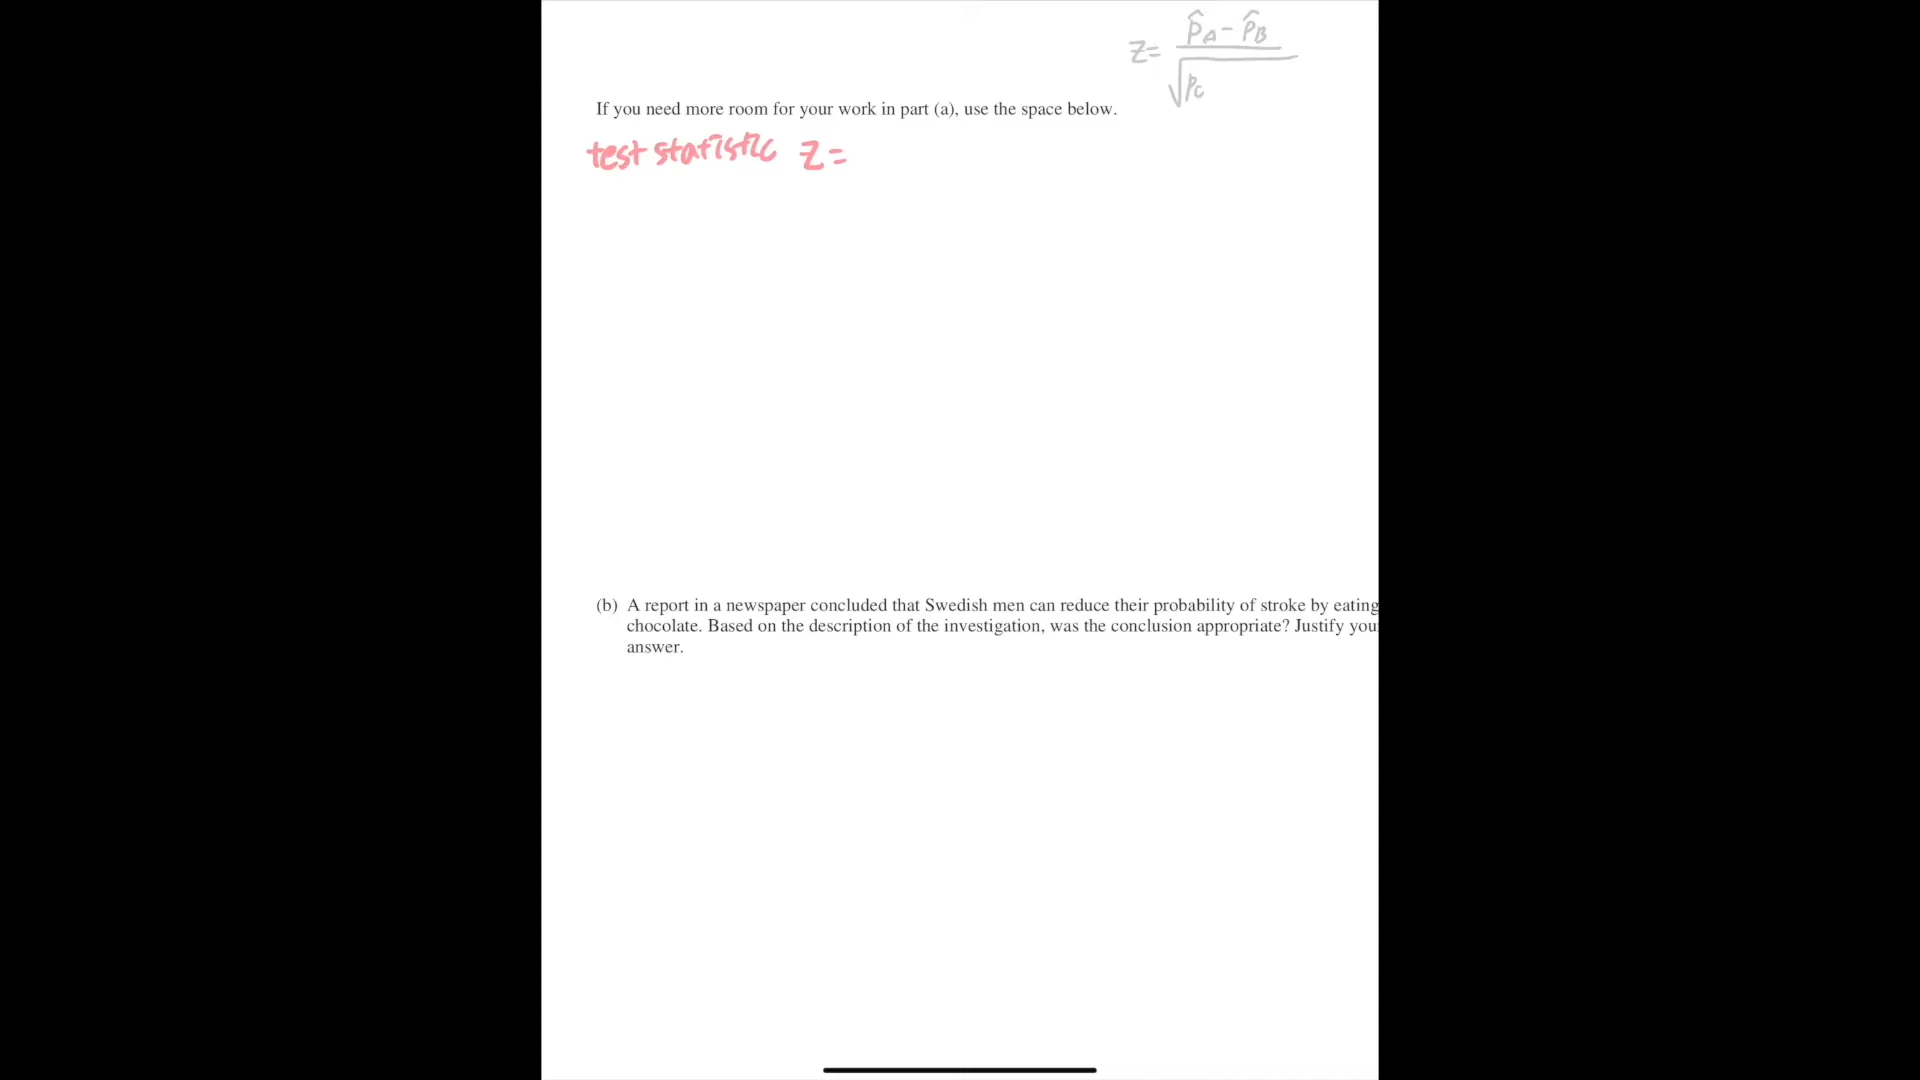 z= p̂A - p̂B
√pc
If you need more room for your work in part (a), use the space below.
test statistic z=
(b) A report in a newspaper concluded that Swedish men can reduce their probability of stroke by eating
chocolate. Based on the description of the investigation, was the conclusion appropriate? Justify you
answer.